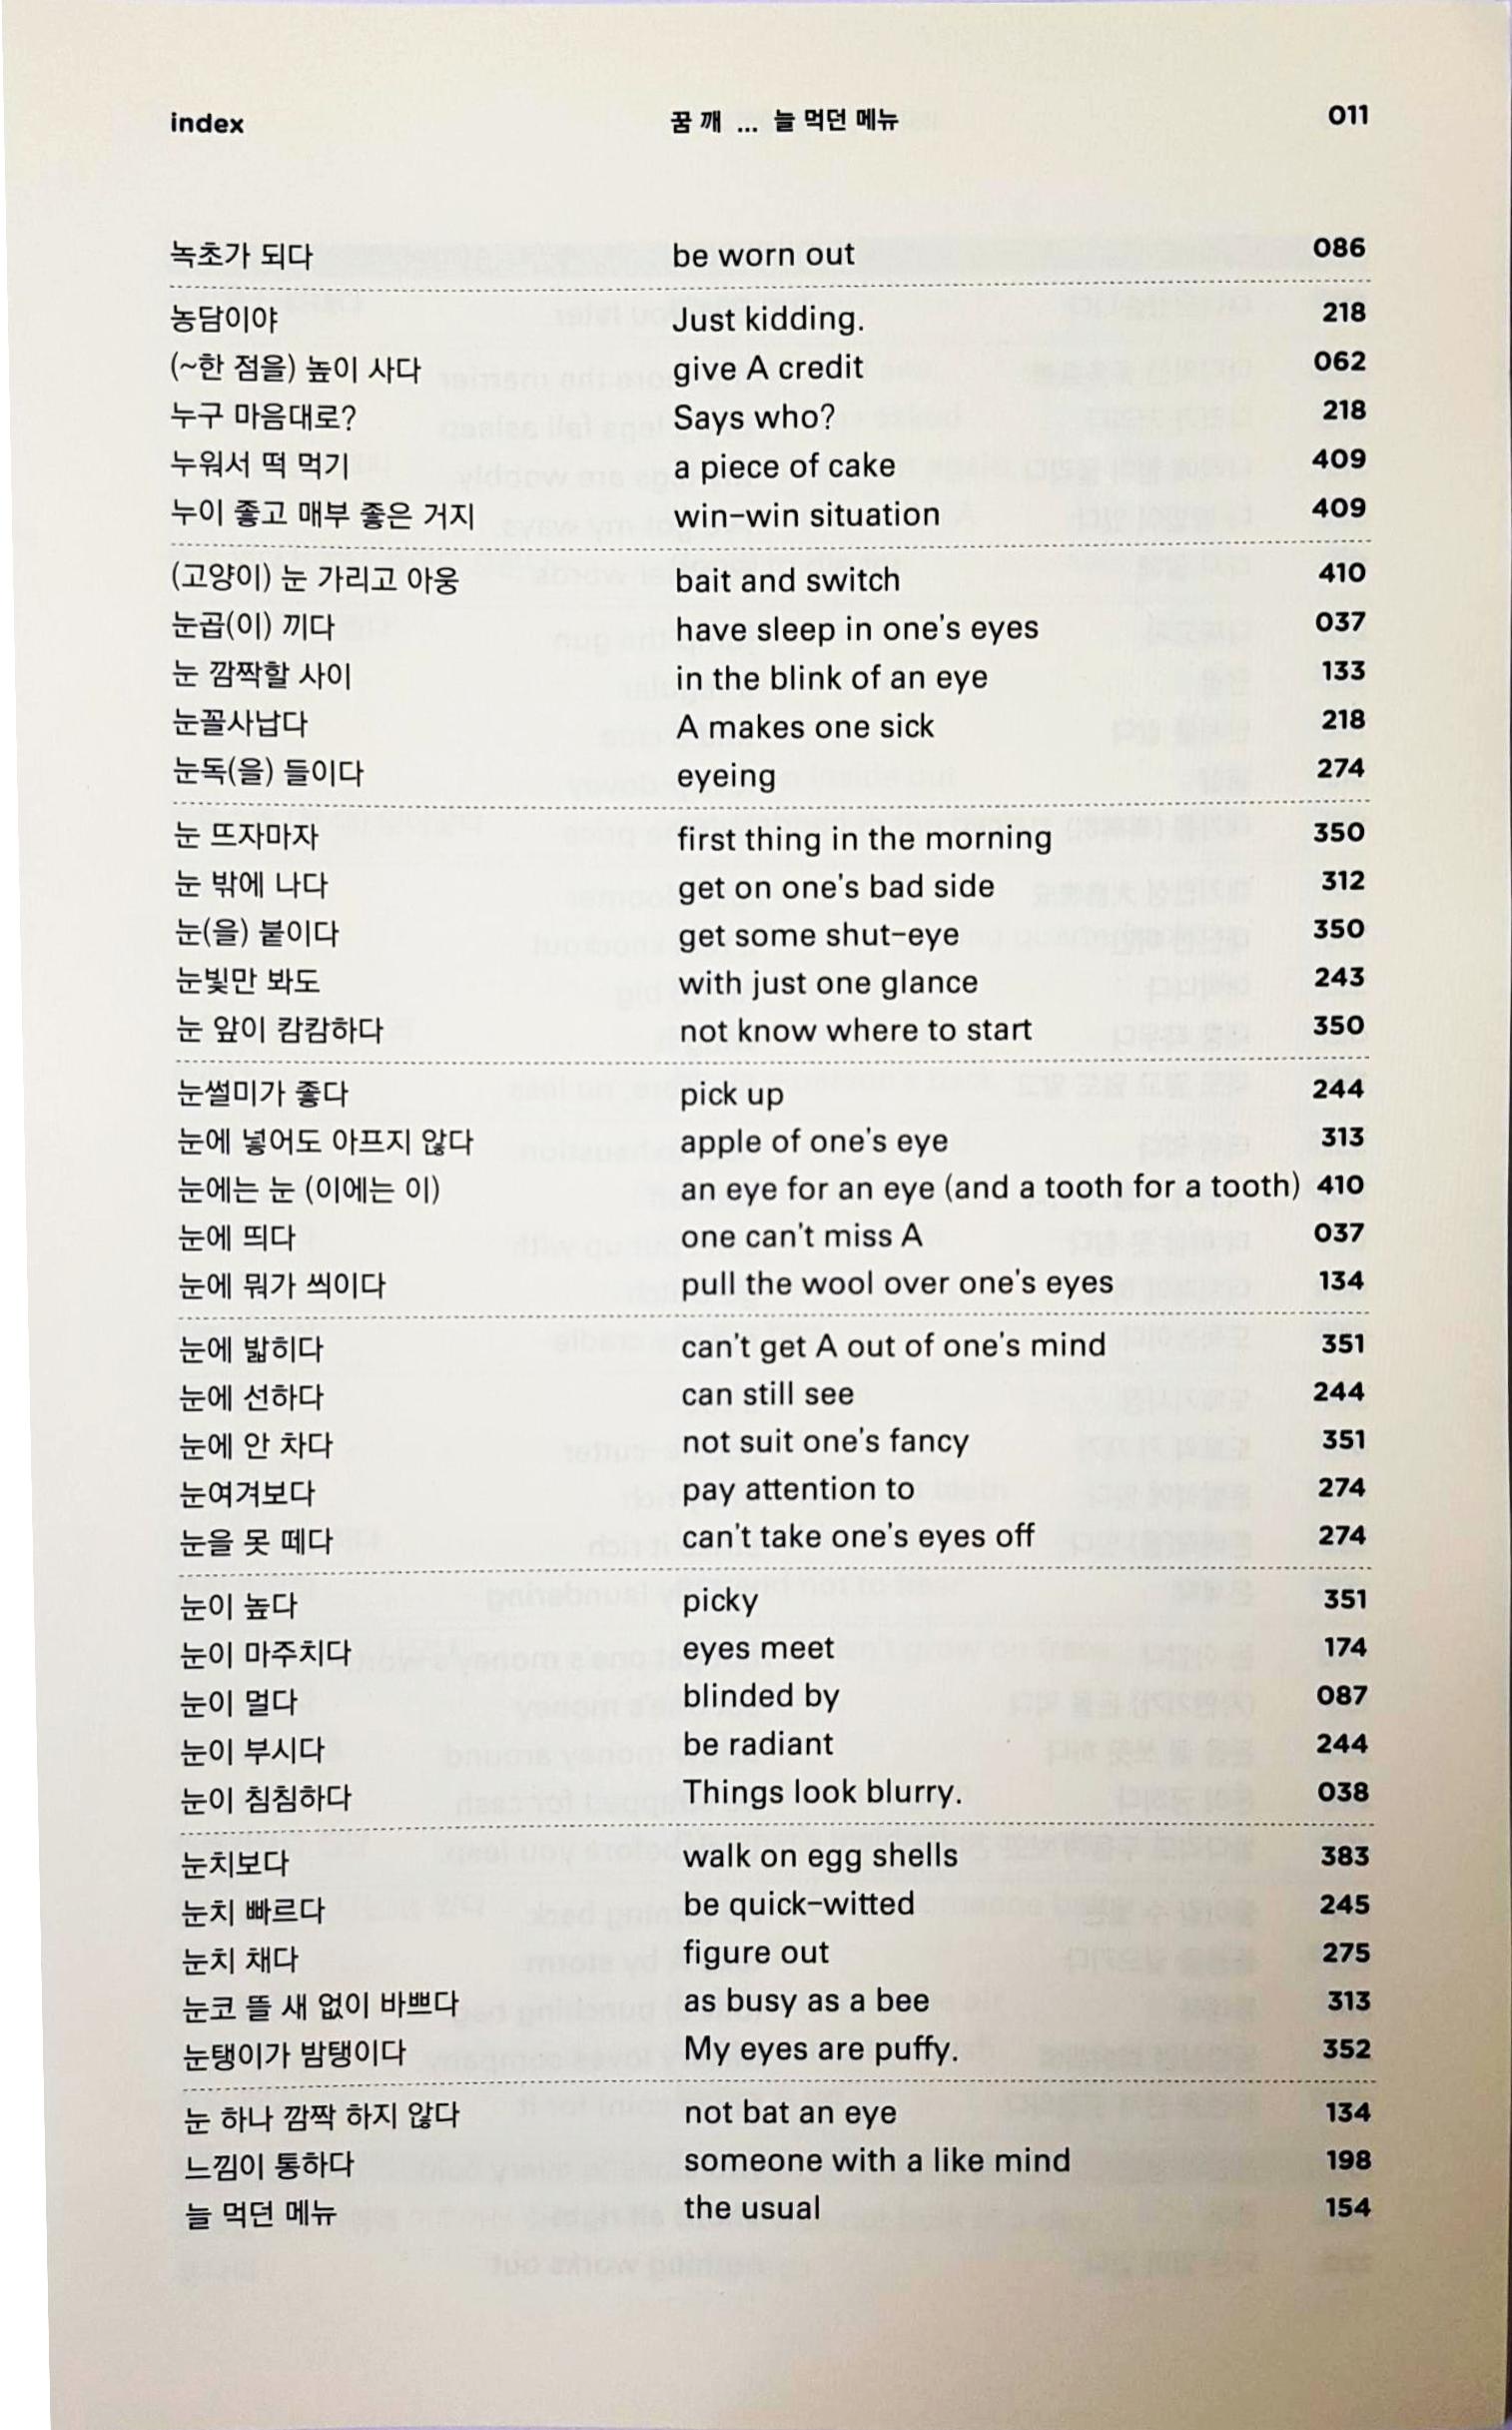 index 꿈 깨 ... 늘 먹던 메뉴 011
녹초가 되다 be worn out 086
농담이야 Just kidding. 218
(~한 점을) 높이 사다 give A credit 062
누구 마음대로? Says who? 218
누워서 떡 먹기 a piece of cake 409
누이 좋고 매부 좋은 거지 win-win situation 409
(고양이) 눈 가리고 아웅 bait and switch 410
눈곱(이) 끼다 have sleep in one's eyes 037
눈 깜짝할 사이 in the blink of an eye 133
눈꼴사납다 A makes one sick 218
눈독(을) 들이다 eyeing 274
눈 뜨자마자 first thing in the morning 350
눈 밖에 나다 get on one's bad side 312
눈(을) 붙이다 get some shut-eye 350
눈빛만 봐도 with just one glance 243
눈 앞이 캄캄하다 not know where to start 350
눈썰미가 좋다 pick up 244
눈에 넣어도 아프지 않다 apple of one's eye 313
눈에는 눈 (이에는 이) an eye for an eye (and a tooth for a tooth) 410
눈에 띄다 one can't miss A 037
눈에 뭐가 씌이다 pull the wool over one's eyes 134
눈에 밟히다 can't get A out of one's mind 351
눈에 선하다 can still see 244
눈에 안 차다 not suit one's fancy 351
눈여겨보다 pay attention to 274
눈을 못 떼다 can't take one's eyes off 274
눈이 높다 picky 351
눈이 마주치다 eyes meet 174
눈이 멀다 blinded by 087
눈이 부시다 be radiant 244
눈이 침침하다 Things look blurry. 038
눈치보다 walk on egg shells 383
눈치 빠르다 be quick-witted 245
눈치 채다 figure out 275
눈코 뜰 새 없이 바쁘다 as busy as a bee 313
눈탱이가 밤탱이다 My eyes are puffy. 352
눈 하나 깜짝 하지 않다 not bat an eye 134
느낌이 통하다 someone with a like mind 198
늘 먹던 메뉴 the usual 154